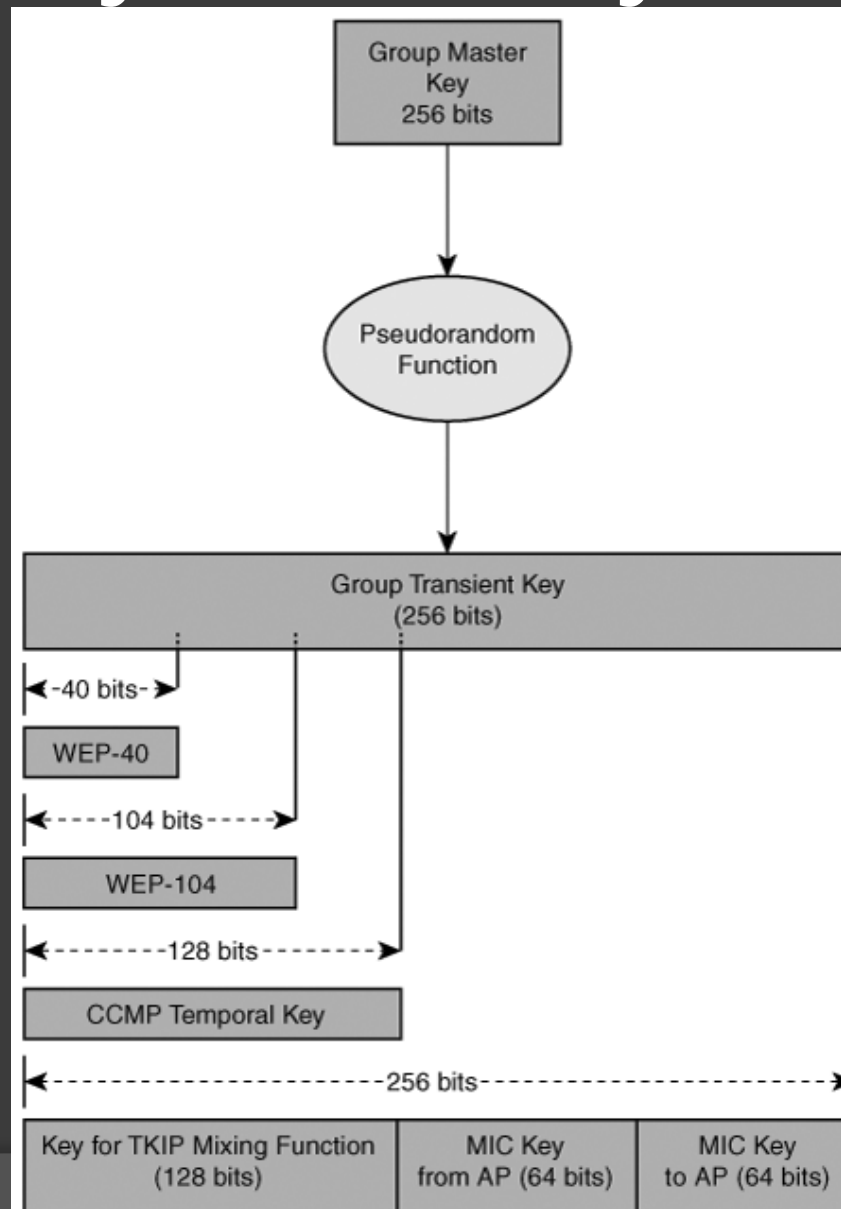 Group Master
Key
256 bits
Pseudorandom
Function
Group Transient Key
(256 bits)
40 bits
WEP-40
104 bits
WEP-104
128 bits
CCMP Temporal Key
256 bits
Key for TKIP Mixing Function
(128 bits)
MIC Key
from AP (64 bits)
MIC Key
to AP (64 bits)